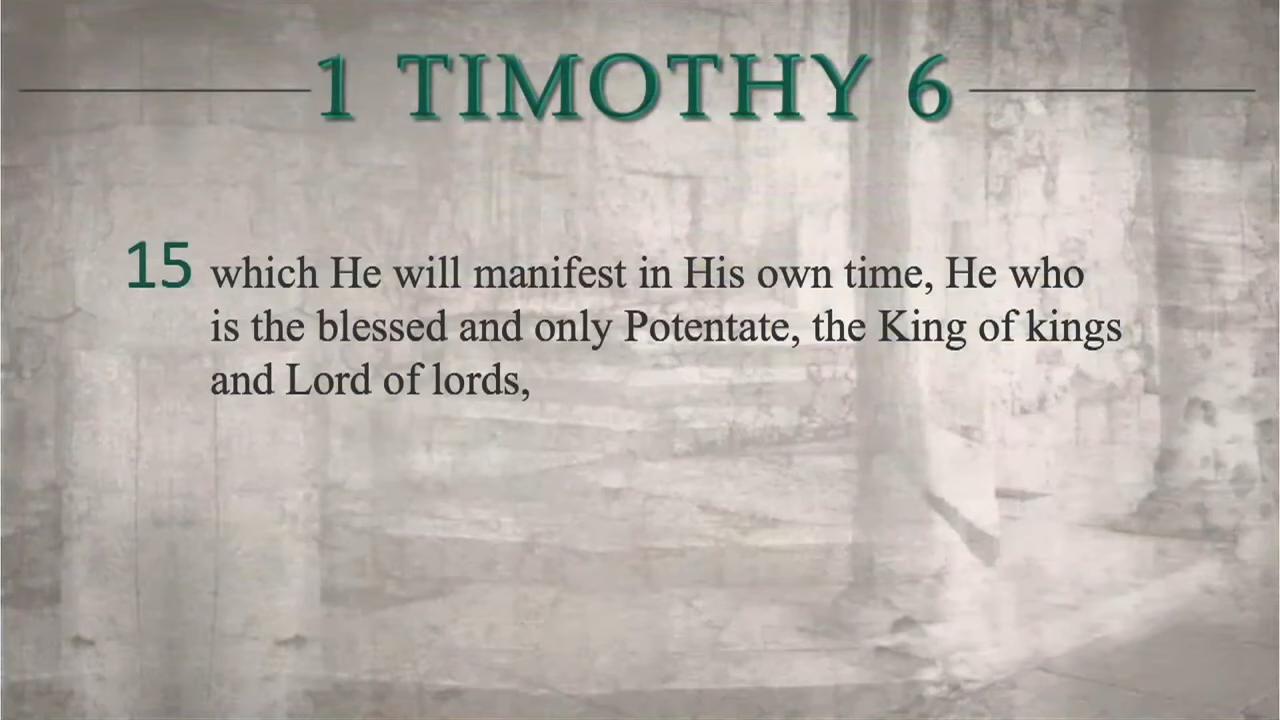 1 TIMOTHY 6
15 which He will manifest in His own time, He who
is the blessed and only Potentate, the King of kings
and Lord of lords,